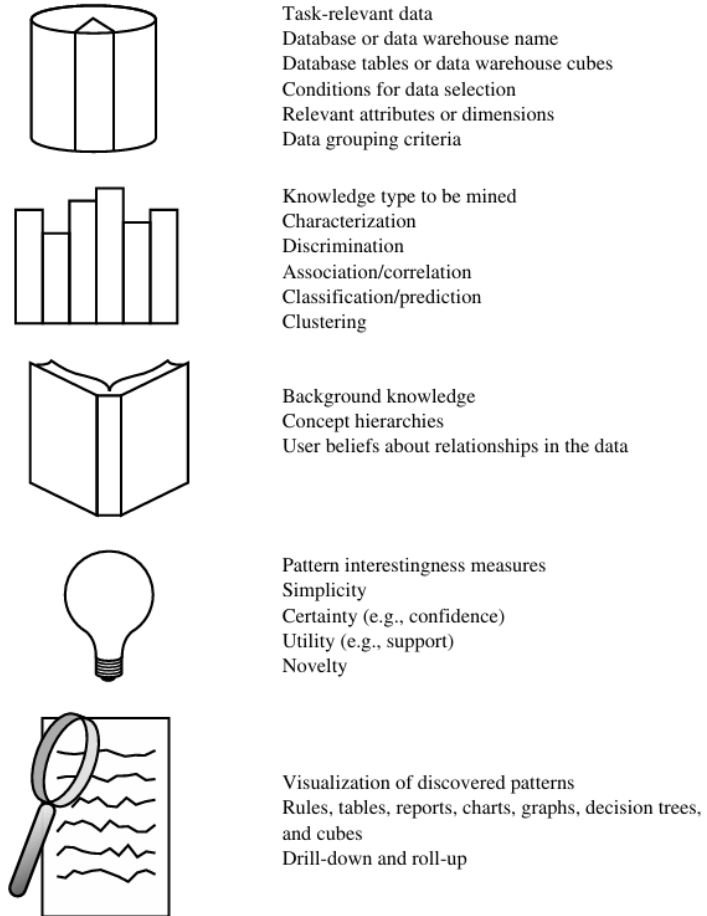 Task-relevant data
Database or data warehouse name
Database tables or data warehouse cubes
Conditions for data selection
Relevant attributes or dimensions
Data grouping criteria
Knowledge type to be mined
Characterization
Discrimination
Association/correlation
Classification/prediction
Clustering
Background knowledge
Concept hierarchies
User beliefs about relationships in the data
Pattern interestingness measures
Simplicity
Certainty (e.g., confidence)
Utility (e.g., support)
Novelty
Visualization of discovered patterns
Rules, tables, reports, charts, graphs, decision trees,
and cubes
Drill-down and roll-up